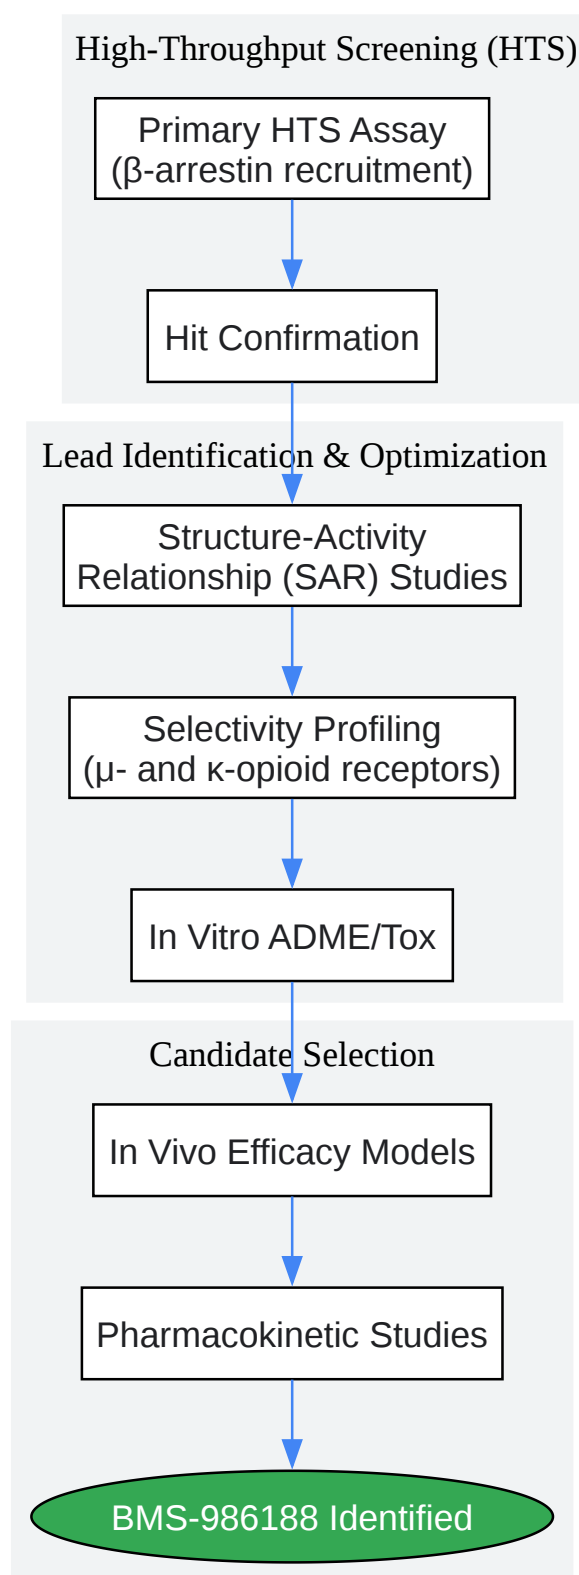 High-Throughput Screening (HTS)
Primary HTS Assay
(β-arrestin recruitment)
Hit Confirmation
Lead Identification & Optimization
Structure-Activity
Relationship (SAR) Studies
Selectivity Profiling
(μ- and κ-opioid receptors)
In Vitro ADME/Tox
Candidate Selection
In Vivo Efficacy Models
Pharmacokinetic Studies
BMS-986188 Identified